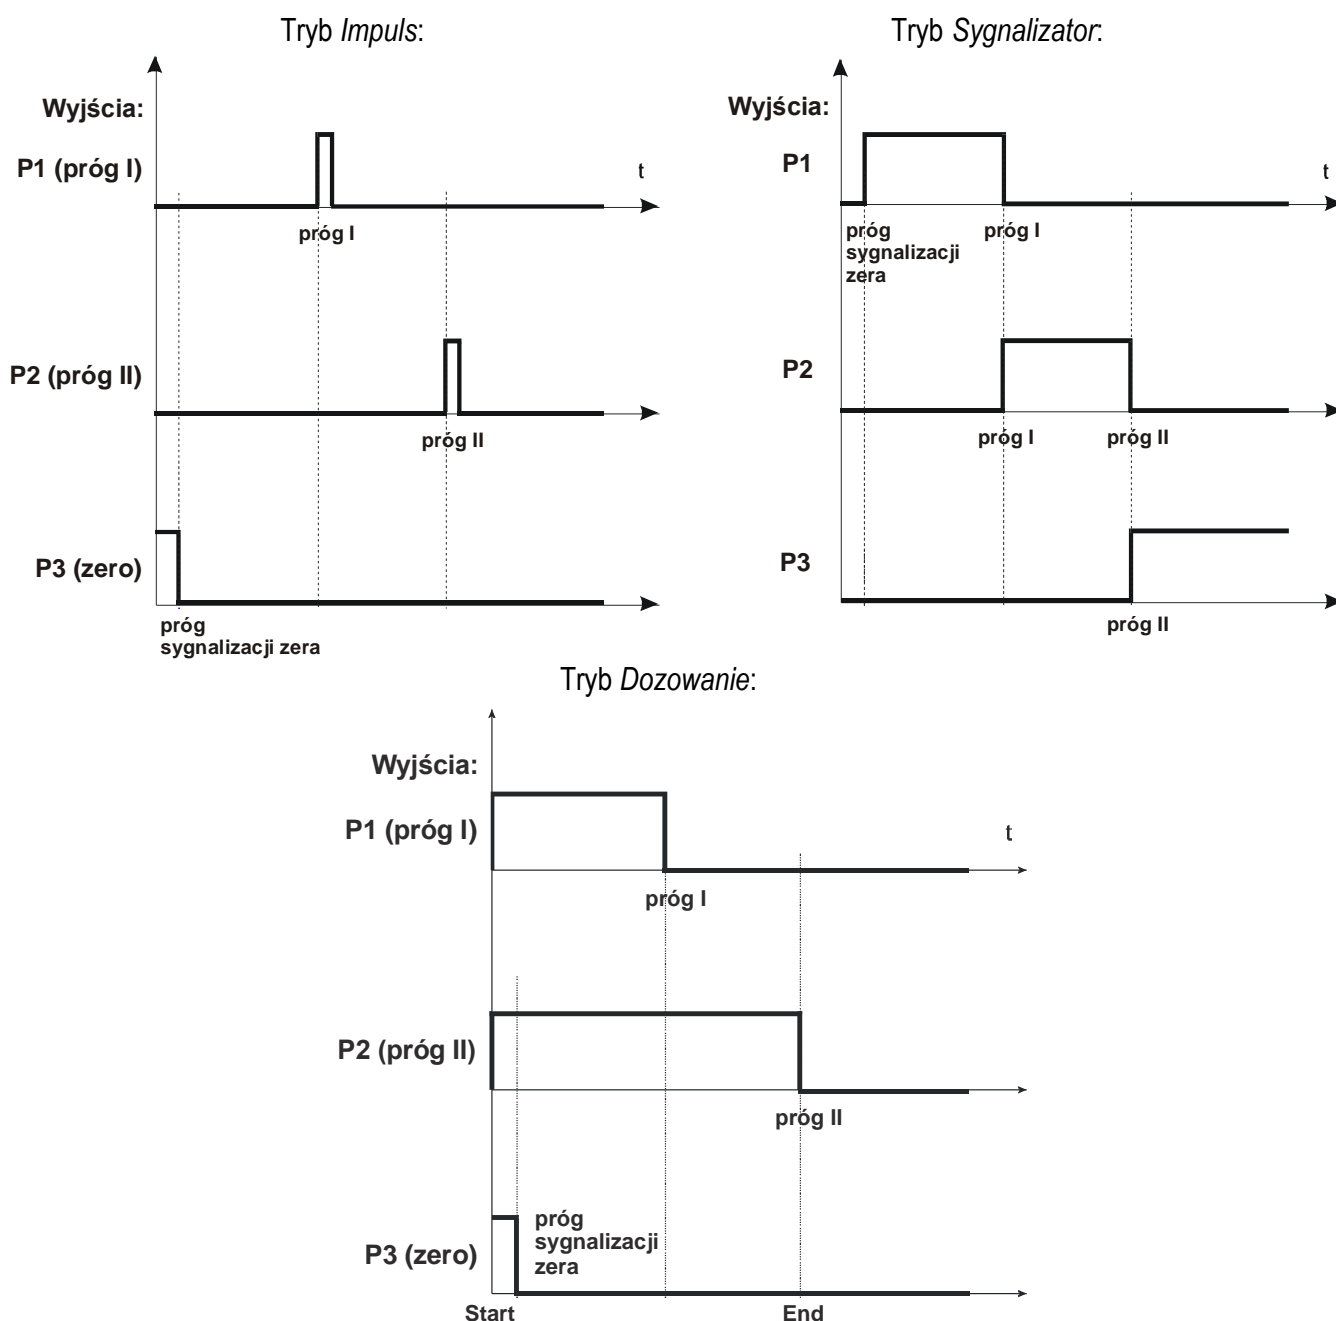 Tryb Impuls:
Wyjścia:
P1 (próg I)
t
próg I
P2 (próg II)
próg II
P3 (zero)
próg
sygnalizacji zera
Tryb Sygnalizator:
Wyjścia:
P1
t
próg
sygnalizacji
zera
próg I
P2
próg I
próg II
P3
próg II
Tryb Dozowanie:
Wyjścia:
P1 (próg I)
t
próg I
P2 (próg II)
próg II
P3 (zero)
próg
sygnalizacji
zera
Start
End